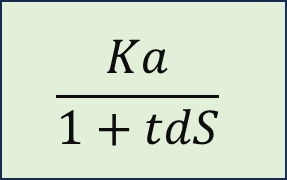 Ka
1 + tdS